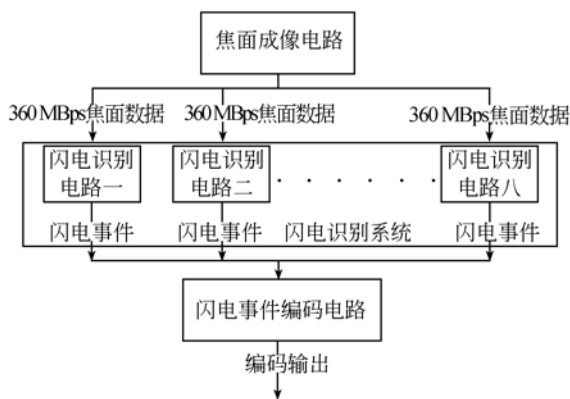 焦面成像电路
360 MBps焦面数据 360 MBps焦面数据 360 MBps焦面数据
闪电识别 闪电识别 闪电识别
电路一 电路二 · · · · · · 电路八
闪电事件 闪电事件 闪电识别系统 闪电事件
闪电事件编码电路
编码输出